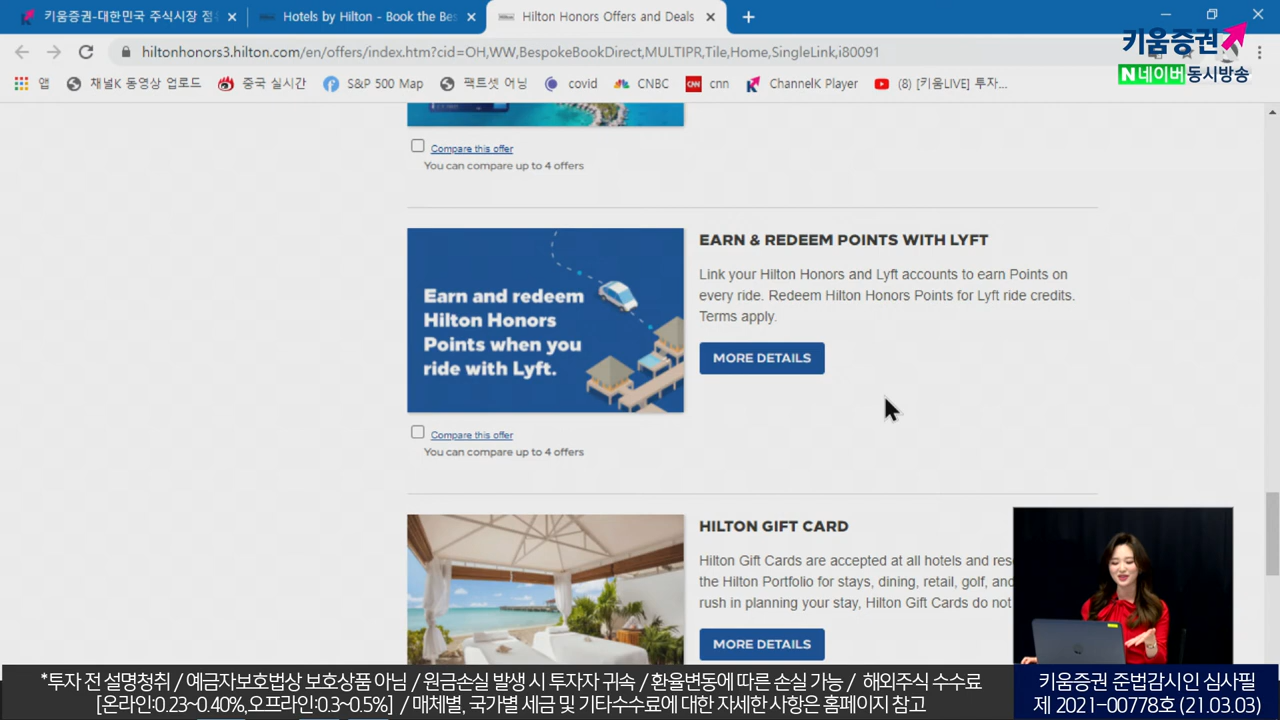 키움증권-대한민국 주식시장 점유
Hotels by Hilton - Book the Bes
Hilton Honors Offers and Deals
hiltonhonors3.hilton.com/en/offers/index.htm?cid=OH,WW,BespokeBookDirect,MULTIPR,Tile,Home,SingleLink,i80091
키움증권
N네이버 동시방송
앱 채널K 동영상 업로드 중국 실시간 S&P 500 Map 팩트셋 어닝 covid CNBC cnn ChannelK Player (8) [키움LIVE] 투자...
Compare this offer
You can compare up to 4 offers
EARN & REDEEM POINTS WITH LYFT
Link your Hilton Honors and Lyft accounts to earn Points on
every ride. Redeem Hilton Honors Points for Lyft ride credits.
Terms apply.
MORE DETAILS
Earn and redeem
Hilton Honors
Points when you
ride with Lyft.
Compare this offer
You can compare up to 4 offers
HILTON GIFT CARD
Hilton Gift Cards are accepted at all hotels and res
the Hilton Portfolio for stays, dining, retail, golf, and
rush in planning your stay, Hilton Gift Cards do not
MORE DETAILS
*투자 전 설명청취 / 예금자보호법상 보호상품 아님 / 원금손실 발생 시 투자자 귀속 / 환율변동에 따른 손실 가능 / 해외주식 수수료
[온라인:0.23~0.40%,오프라인:0.3~0.5%] / 매체별, 국가별 세금 및 기타수수료에 대한 자세한 사항은 홈페이지 참고
키움증권 준법감시인 심사필
제 2021-00778호 (21.03.03)